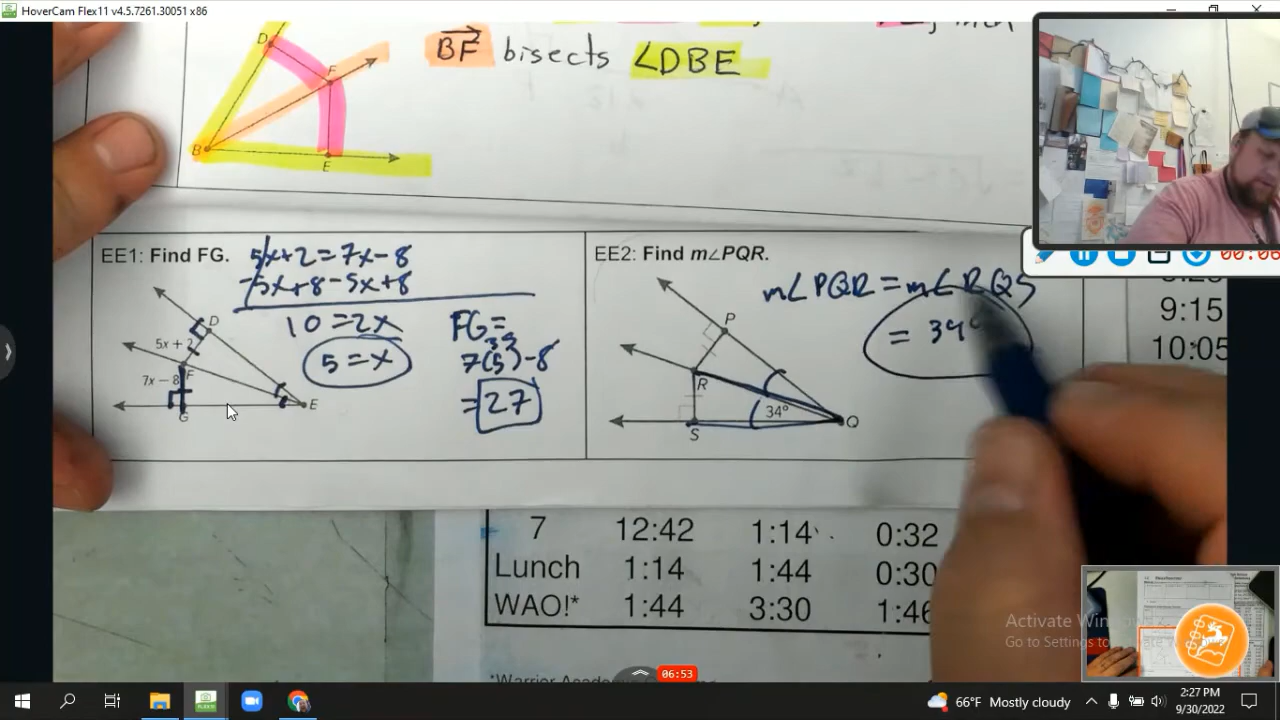 HoverCam Flex11 v4.5.7261.30051 x86
D
BF bisects ∠DBE
F
B
E
EE1: Find FG.
5x+2=7x-8
-5x+8-5x+8
10=2x
5=x
FG=
7(5)-8
=27
D
5x + 2
7x – 8
F
G
E
EE2: Find m∠PQR.
m∠PQR=m∠RQS
= 34°
P
R
34°
S
Q
00:06
9:15
10:05
7 12:42 1:14 0:32
Lunch 1:14 1:44 0:30
WAO!* 1:44 3:30 1:46
*Warrior
Activate Windows
Go to Settings to
06:53
66°F Mostly cloudy
2:27 PM
9/30/2022